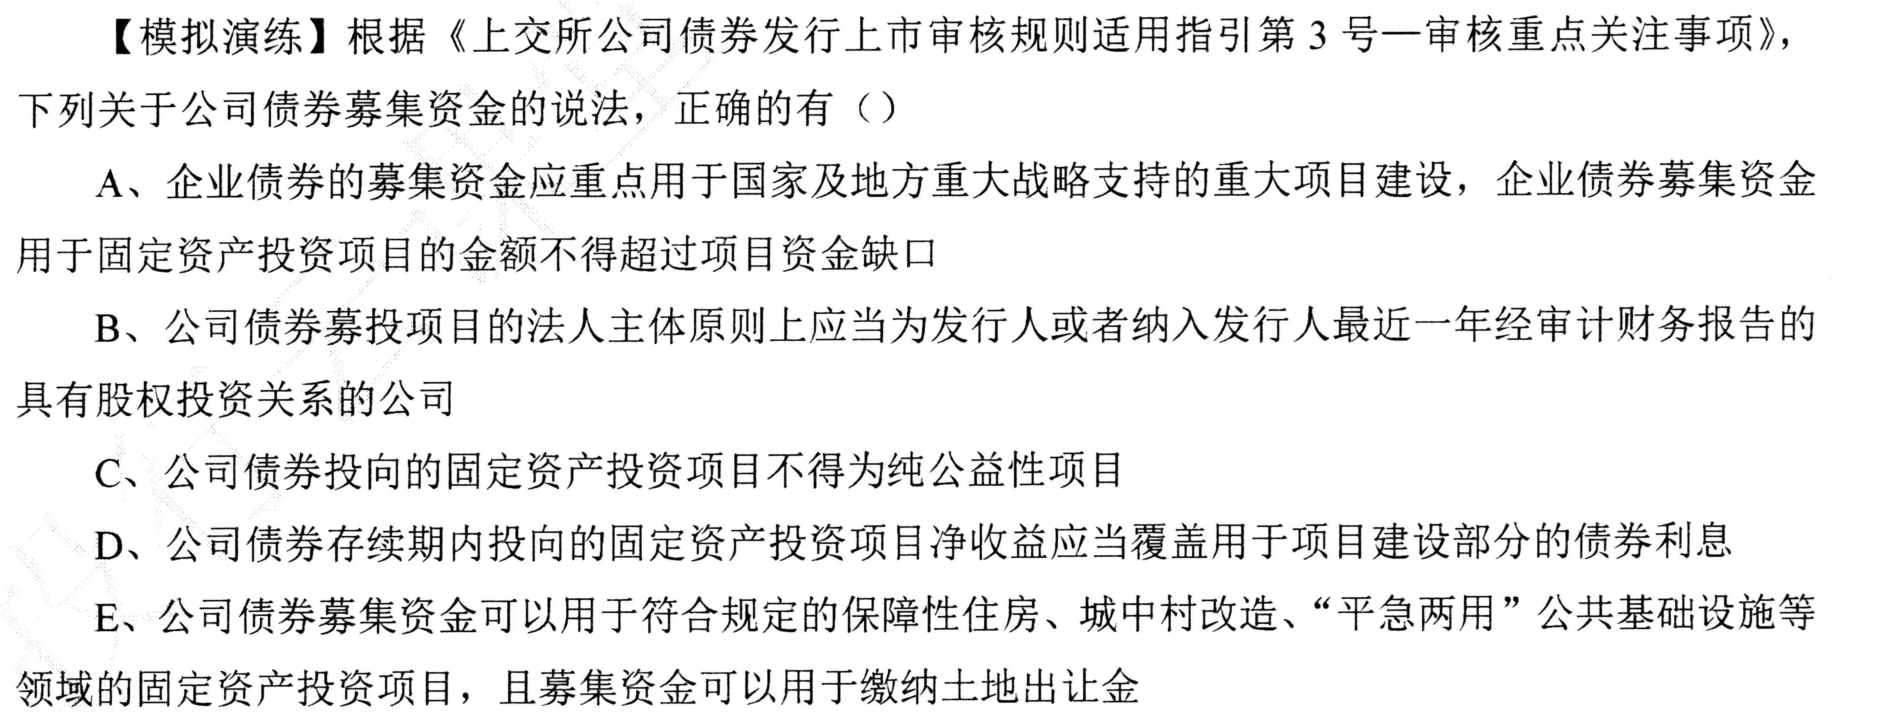 【模拟演练】根据《上交所公司债券发行上市审核规则适用指引第 3 号—审核重点关注事项》，
下列关于公司债券募集资金的说法，正确的有（）
A、企业债券的募集资金应重点用于国家及地方重大战略支持的重大项目建设，企业债券募集资金
用于固定资产投资项目的金额不得超过项目资金缺口
B、公司债券募投项目的法人主体原则上应当为发行人或者纳入发行人最近一年经审计财务报告的
具有股权投资关系的公司
C、公司债券投向的固定资产投资项目不得为纯公益性项目
D、公司债券存续期内投向的固定资产投资项目净收益应当覆盖用于项目建设部分的债券利息
E、公司债券募集资金可以用于符合规定的保障性住房、城中村改造、“平急两用”公共基础设施等
领域的固定资产投资项目，且募集资金可以用于缴纳土地出让金